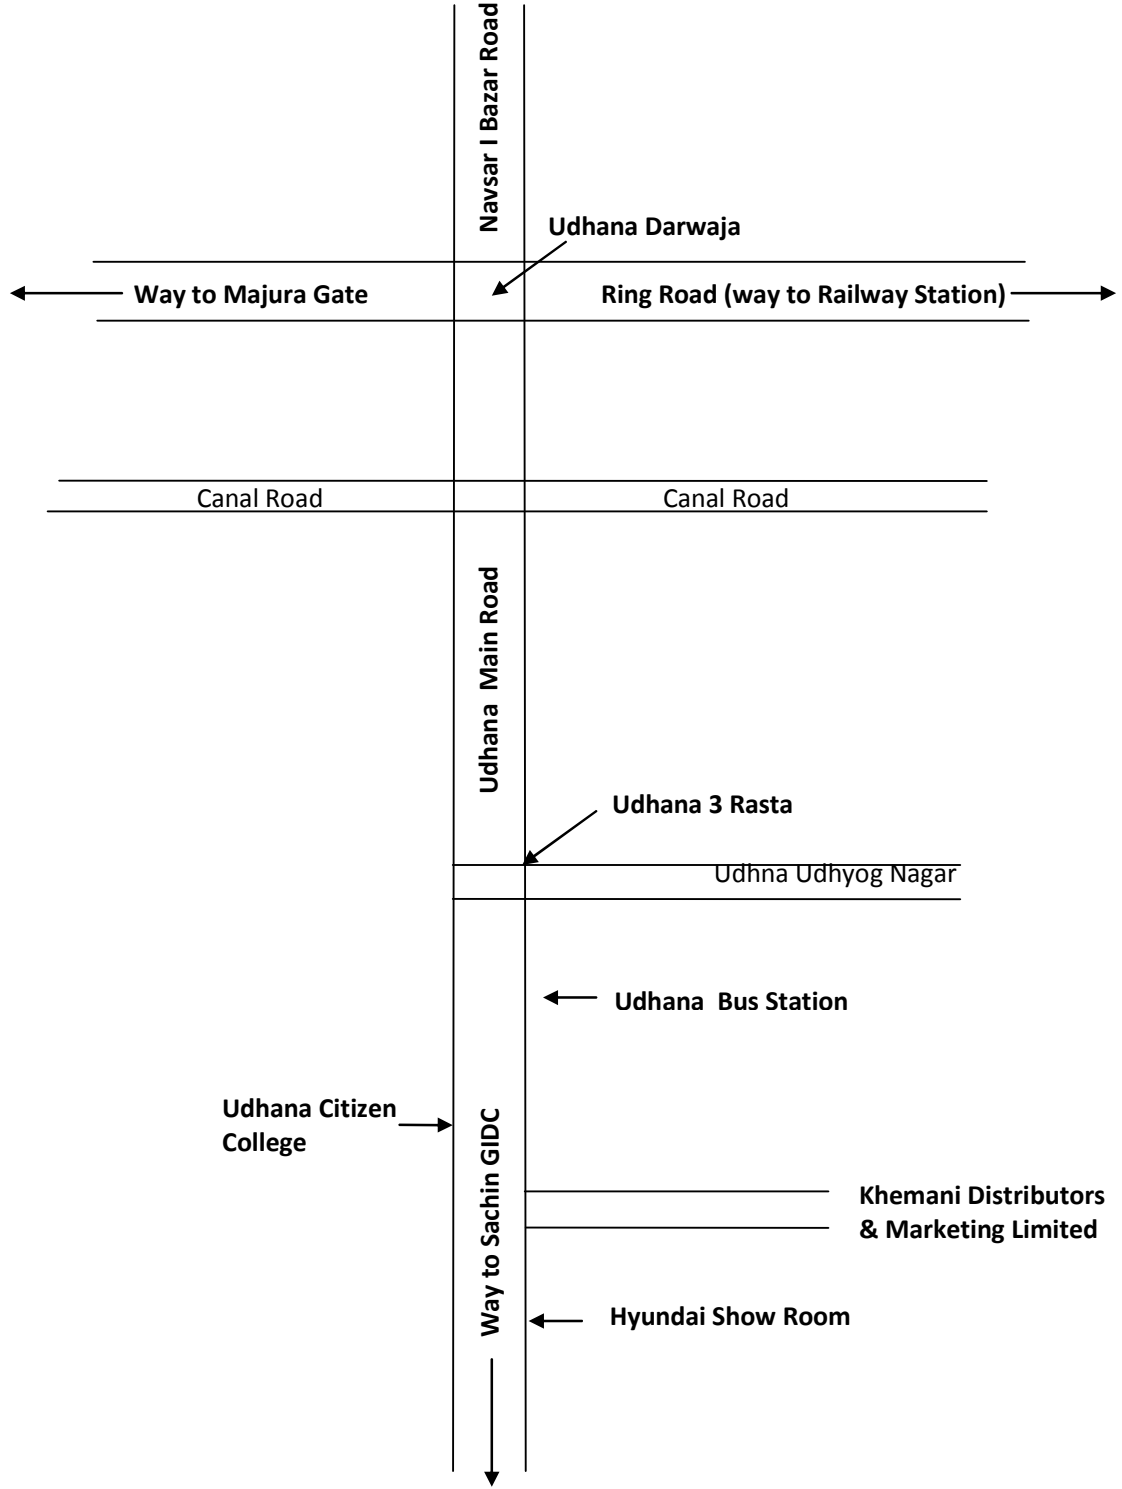 Navsar I Bazar Road
Udhana Darwaja
Way to Majura Gate
Ring Road (way to Railway Station)
Canal Road
Canal Road
Udhana Main Road
Udhana 3 Rasta
Udhna Udhyog Nagar
Udhana Bus Station
Udhana Citizen
College
Way to Sachin GIDC
Khemani Distributors
& Marketing Limited
Hyundai Show Room